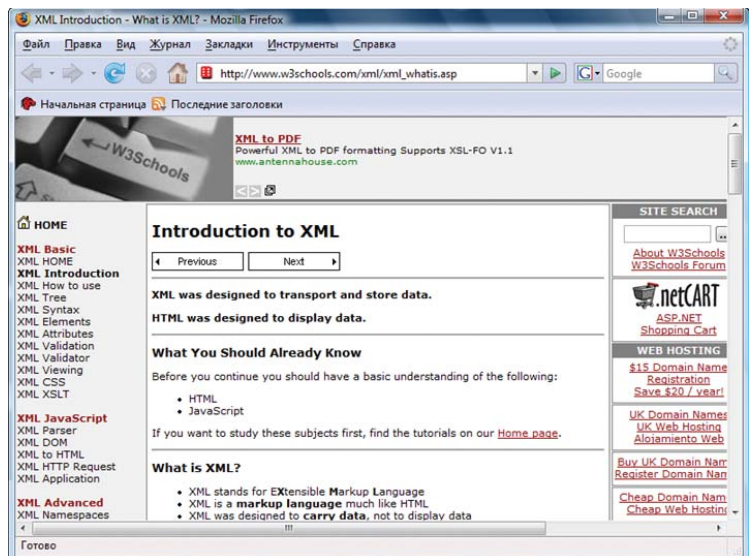 XML Introduction - What is XML? - Mozilla Firefox
Файл Правка Вид Журнал Закладки Инструменты Справка
http://www.w3schools.com/xml/xml_whatis.asp
G Google
Начальная страница Последние заголовки
W3Schools
XML to PDF
Powerful XML to PDF formatting Supports XSL-FO V1.1
www.antennahouse.com
HOME
XML Basic
XML HOME
XML Introduction
XML How to use
XML Tree
XML Syntax
XML Elements
XML Attributes
XML Validation
XML Validator
XML Viewing
XML CSS
XML XSLT
XML JavaScript
XML Parser
XML DOM
XML to HTML
XML HTTP Request
XML Application
XML Advanced
XML Namespaces
Introduction to XML
Previous Next
XML was designed to transport and store data.
HTML was designed to display data.
What You Should Already Know
Before you continue you should have a basic understanding of the following:
• HTML
• JavaScript
If you want to study these subjects first, find the tutorials on our Home page.
What is XML?
• XML stands for EXtensible Markup Language
• XML is a markup language much like HTML
• XML was designed to carry data, not to display data
SITE SEARCH
..
About W3Schools
W3Schools Forum
.netCART
ASP.NET
Shopping Cart
WEB HOSTING
$15 Domain Name
Registration
Save $20 / year!
UK Domain Names
UK Web Hosting
Alojamiento Web
Buy UK Domain Nam
Register Domain Nan
Cheap Domain Nam
Cheap Web Hosting
Готово